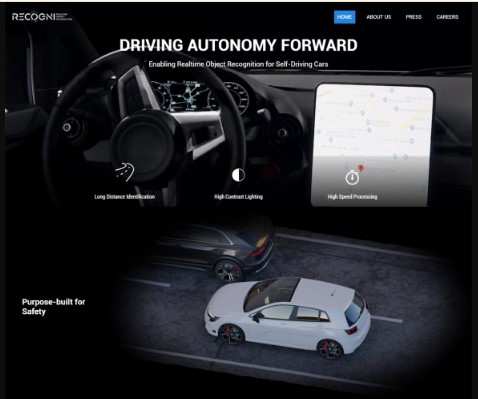 RECOGNI
HOME
ABOUT US
PRESS
CAREERS
DRIVING AUTONOMY FORWARD
Enabling Realtime Object Recognition for Self-Driving Cars
Long Distance Identification
High Contrast Lighting
High Speed Processing
Purpose-built for
Safety